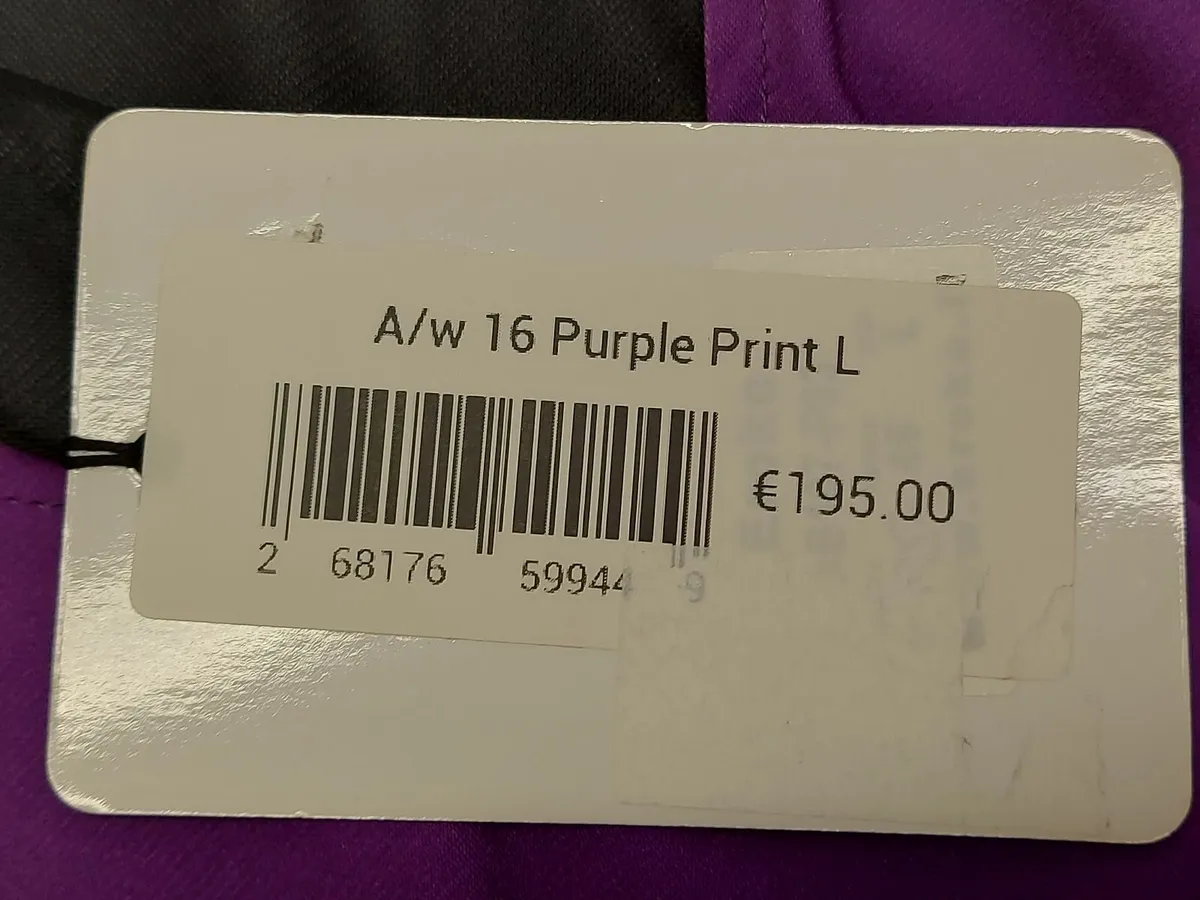 A/w 16 Purple Print L
€195.00
2 68176 59944 9